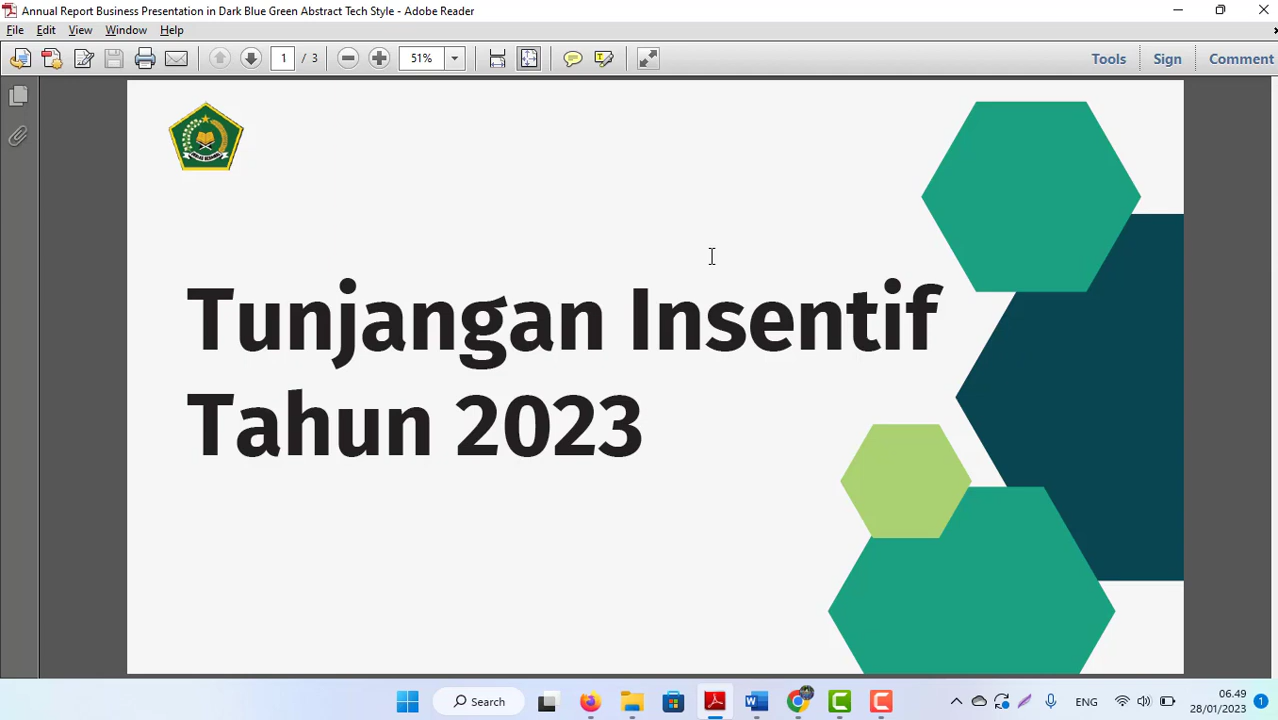 Annual Report Business Presentation in Dark Blue Green Abstract Tech Style - Adobe Reader
File Edit View Window Help
1 / 3 51% Tools Sign Comment
Tunjangan Insentif
Tahun 2023
Search ENG 06.49
28/01/2023 1